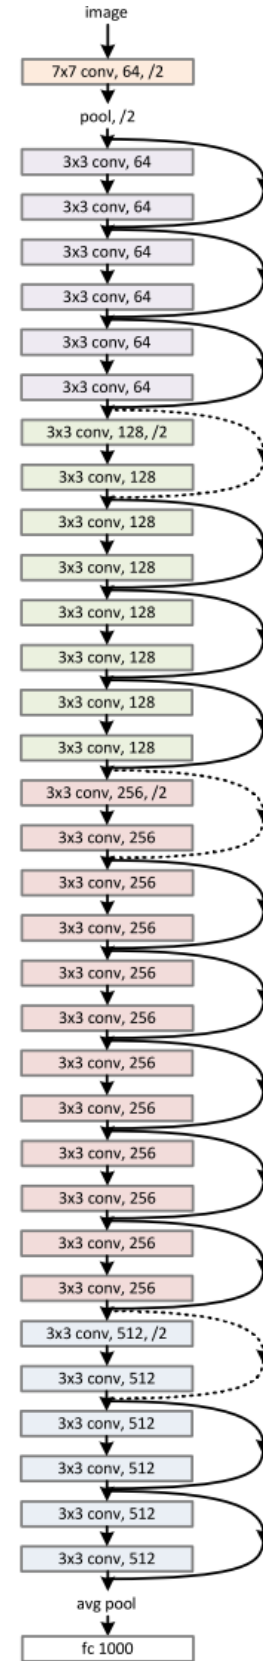 image
7x7 conv, 64, /2
pool, /2
3x3 conv, 64
3x3 conv, 64
3x3 conv, 64
3x3 conv, 64
3x3 conv, 64
3x3 conv, 64
3x3 conv, 128, /2
3x3 conv, 128
3x3 conv, 128
3x3 conv, 128
3x3 conv, 128
3x3 conv, 128
3x3 conv, 128
3x3 conv, 128
3x3 conv, 256, /2
3x3 conv, 256
3x3 conv, 256
3x3 conv, 256
3x3 conv, 256
3x3 conv, 256
3x3 conv, 256
3x3 conv, 256
3x3 conv, 256
3x3 conv, 256
3x3 conv, 256
3x3 conv, 256
3x3 conv, 512, /2
3x3 conv, 512
3x3 conv, 512
3x3 conv, 512
3x3 conv, 512
3x3 conv, 512
avg pool
fc 1000